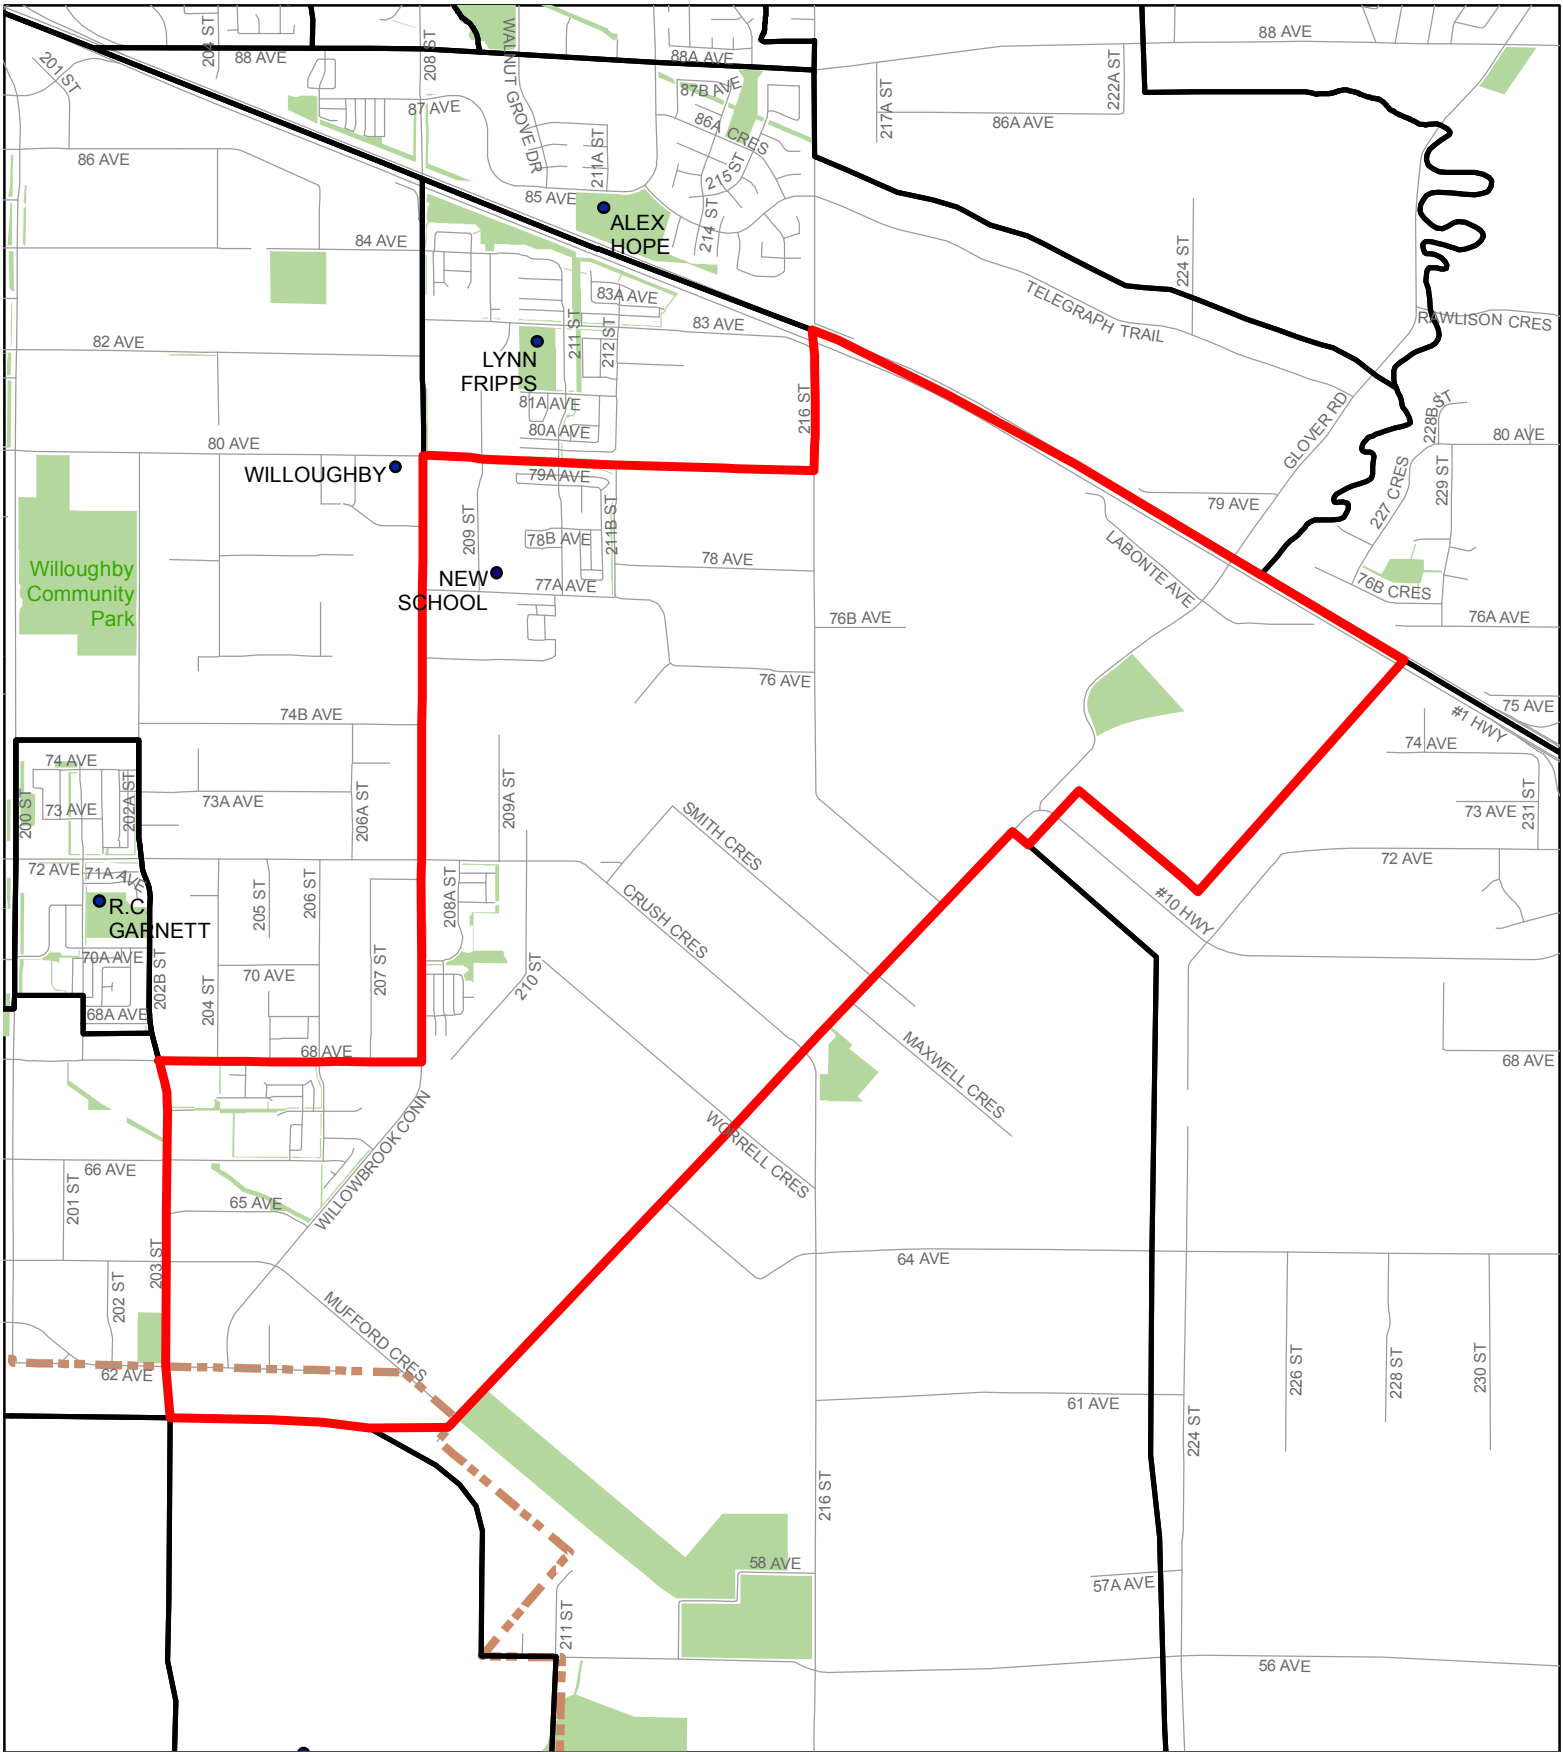 204 ST
208 ST
WALNUT GROVE DR
88A AVE
88 AVE
88 AVE
201 ST
87B AVE
217A ST
222A ST
87 AVE
86A CRES
86A AVE
86 AVE
211A ST
215 ST
85 AVE
ALEX
HOPE
214 ST
84 AVE
224 ST
83A AVE
TELEGRAPH TRAIL
RAWLISON CRES
83 AVE
211 ST
212 ST
82 AVE
LYNN
FRIPPS
216 ST
81A AVE
80A AVE
GLOVER RD
228B ST
80 AVE
80 AVE
WILLOUGHBY
79A AVE
227 CRES
229 ST
79 AVE
209 ST
211B ST
78B AVE
78 AVE
LABONTE AVE
Willoughby
Community
Park
NEW
SCHOOL
77A AVE
76B CRES
76B AVE
76A AVE
76 AVE
74B AVE
75 AVE
#1 HWY
74 AVE
74 AVE
200 ST
73 AVE
202A ST
73A AVE
206A ST
209A ST
SMITH CRES
73 AVE
231 ST
72 AVE
71A AVE
72 AVE
205 ST
206 ST
208A ST
CRUSH CRES
#10 HWY
R.C
GARNETT
70A AVE
202B ST
204 ST
70 AVE
207 ST
210 ST
68A AVE
68 AVE
MAXWELL CRES
68 AVE
WILLOWBROOK CONN
WORRELL CRES
66 AVE
201 ST
65 AVE
203 ST
64 AVE
202 ST
MUFFORD CRES
62 AVE
226 ST
228 ST
230 ST
61 AVE
224 ST
216 ST
58 AVE
57A AVE
211 ST
56 AVE